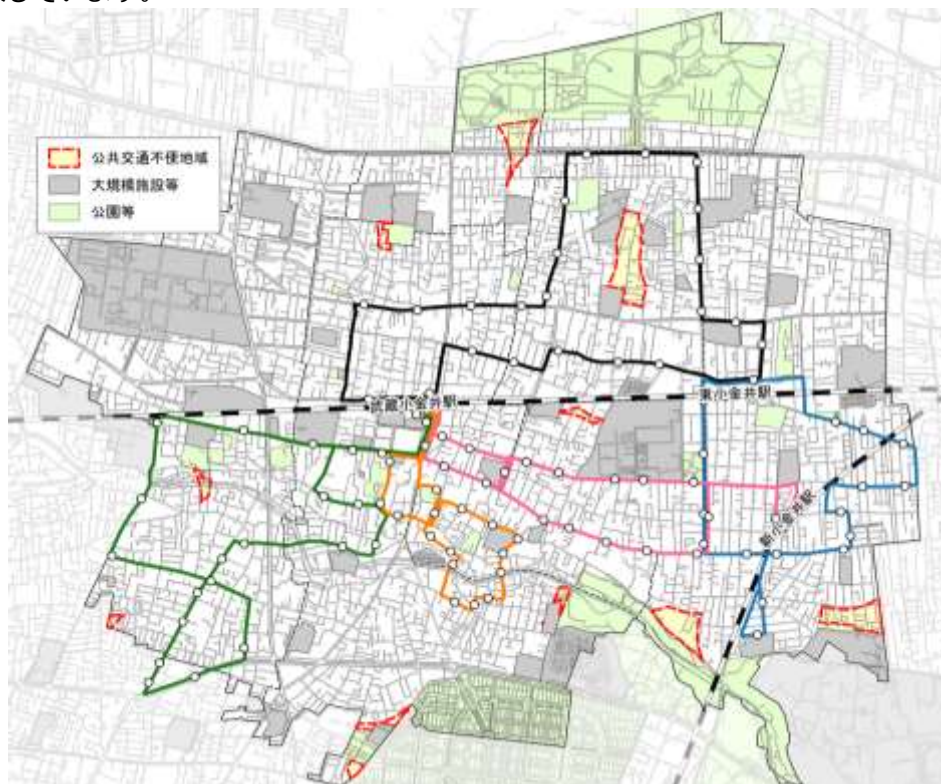 公共交通不便地域
大規模施設等
公園等
武蔵小金井駅
東小金井駅
新小金井駅